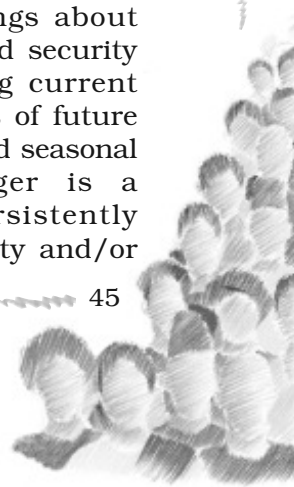 ngs about
d security
g current
of future
d seasonal
ger is a
rsistently
ty and/or
45